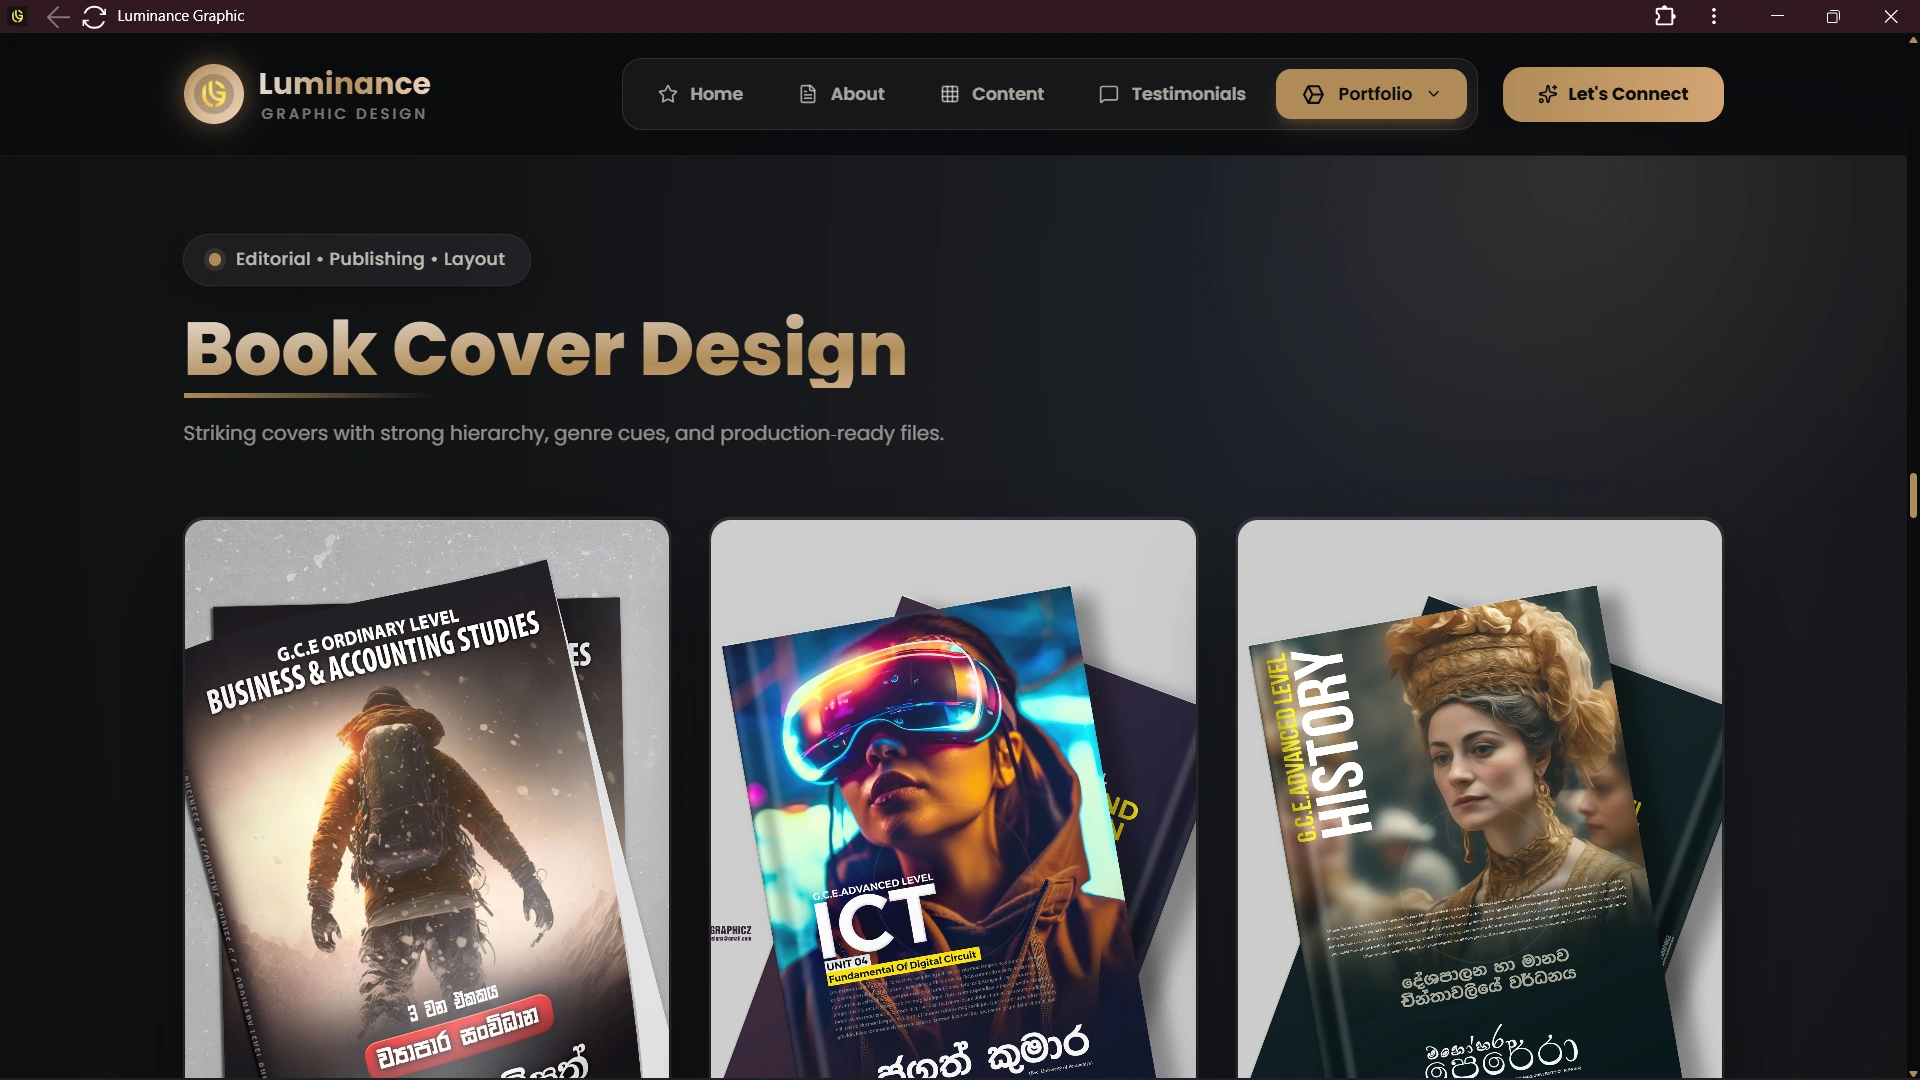 Luminance Graphic
Luminance
GRAPHIC DESIGN
Home
About
Content
Testimonials
Portfolio
Let's Connect
Editorial • Publishing • Layout
Book Cover Design
Striking covers with strong hierarchy, genre cues, and production-ready files.
G.C.E ORDINARY LEVEL
BUSINESS & ACCOUNTING STUDIES
ES
3 වන ඒකකය
ව්‍යාපාර සංවිධාන
G.C.E.ADVANCED LEVEL
ICT
UNIT 04
Fundamental Of Digital Circuit
ජගත් කුමාර
ND
N
GRAPHICZ
G.C.E.ADVANCED LEVEL
HISTORY
දේශපාලන හා මානව
චින්තාවලියේ වර්ධනය
මනෝහර
පෙරේරා